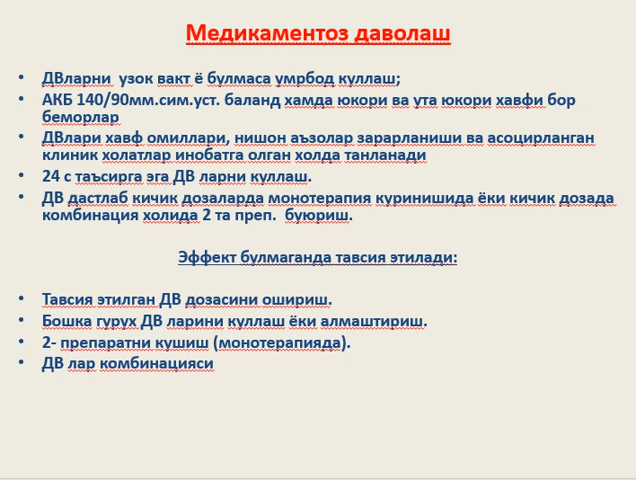 Медикаментоз даволаш
• ДВларни узок вакт ё булмаса умрбод куллаш;
• АКБ 140/90мм.сим.уст. баланд хамда юкори ва ута юкори хавфи бор
беморлар
• ДВлари хавф омиллари, нишон аъзолар зарарланиши ва асоцирланган
клиник холатлар инобатга олган холда танланади
• 24 с таъсирга эга ДВ ларни куллаш.
• ДВ дастлаб кичик дозаларда монотерапия куринишида ёки кичик дозада
комбинация холида 2 та преп. буюриш.
Эффект булмаганда тавсия этилади:
• Тавсия этилган ДВ дозасини ошириш.
• Бошка гурух ДВ ларини куллаш ёки алмаштириш.
• 2- препаратни кушиш (монотерапияда).
• ДВ лар комбинацияси